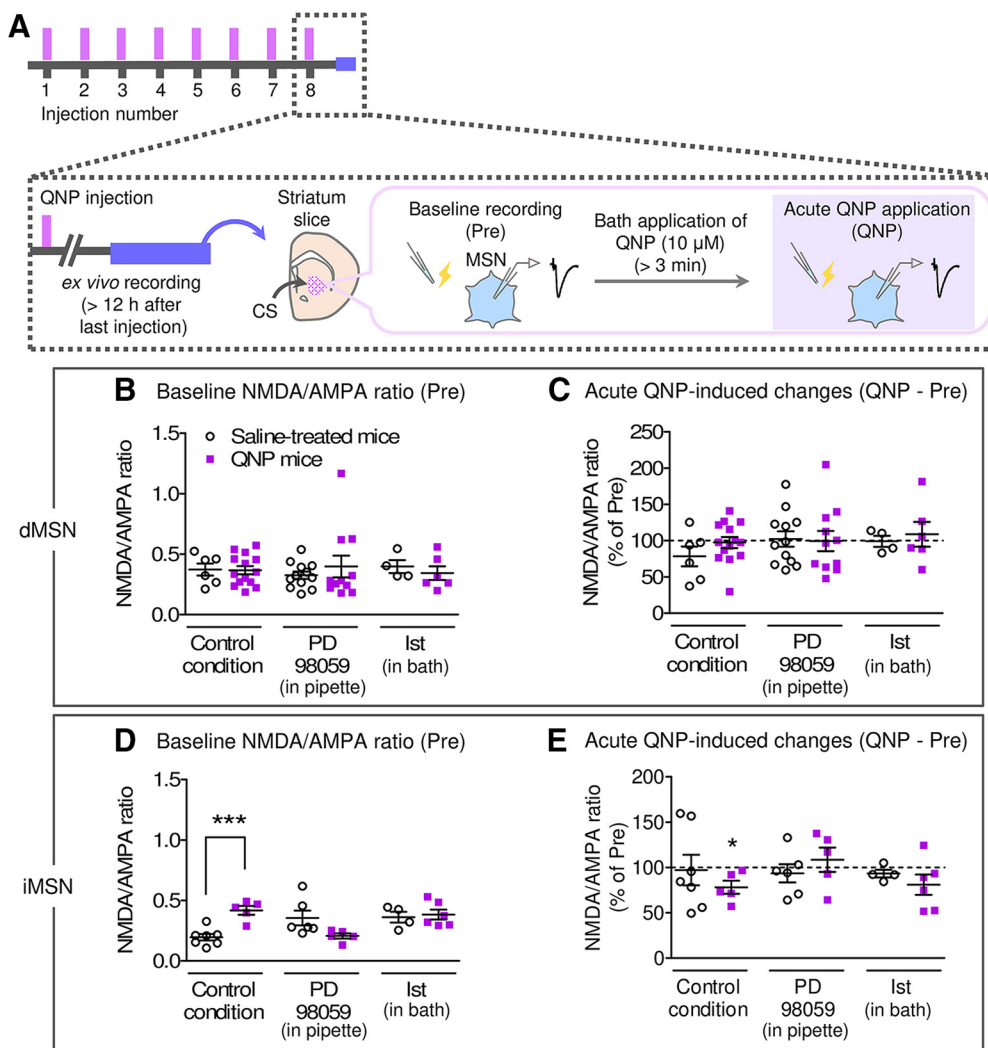 A
1 2 3 4 5 6 7 8
Injection number
QNP injection
ex vivo recording
(> 12 h after
last injection)
Striatum
slice
CS
Baseline recording
(Pre)
MSN
Bath application of
QNP (10 µM)
(> 3 min)
Acute QNP application
(QNP)
dMSN
B Baseline NMDA/AMPA ratio (Pre)
NMDA/AMPA ratio
1.5
1.0
0.5
0.0
Saline-treated mice
QNP mice
Control
condition
PD
98059
(in pipette)
Ist
(in bath)
C Acute QNP-induced changes (QNP - Pre)
NMDA/AMPA ratio
(% of Pre)
250
200
150
100
50
0
Control
condition
PD
98059
(in pipette)
Ist
(in bath)
iMSN
D Baseline NMDA/AMPA ratio (Pre)
NMDA/AMPA ratio
1.5
1.0
0.5
0.0
***
Control
condition
PD
98059
(in pipette)
Ist
(in bath)
E Acute QNP-induced changes (QNP - Pre)
NMDA/AMPA ratio
(% of Pre)
200
150
100
50
0
*
Control
condition
PD
98059
(in pipette)
Ist
(in bath)